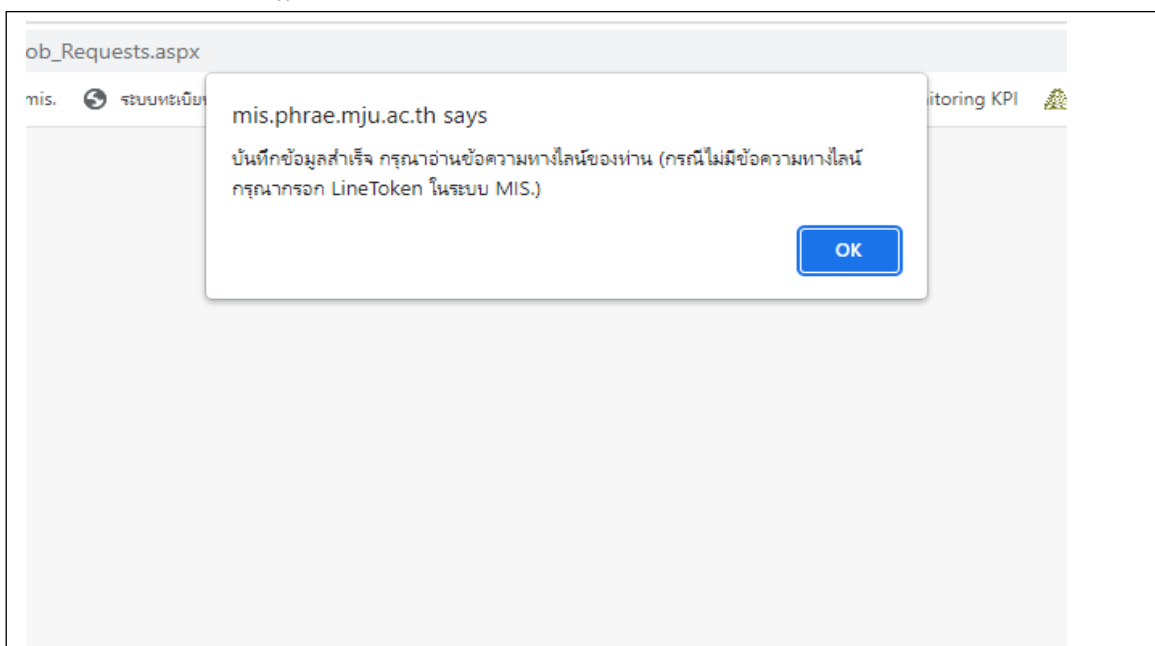 ob_Requests.aspx
mis.
ระบบทะเบียน
itoring KPI
mis.phrae.mju.ac.th says
บันทึกข้อมูลสำเร็จ กรุณาอ่านข้อความทางไลน์ของท่าน (กรณีไม่มีข้อความทางไลน์
กรุณากรอก LineToken ในระบบ MIS.)
OK